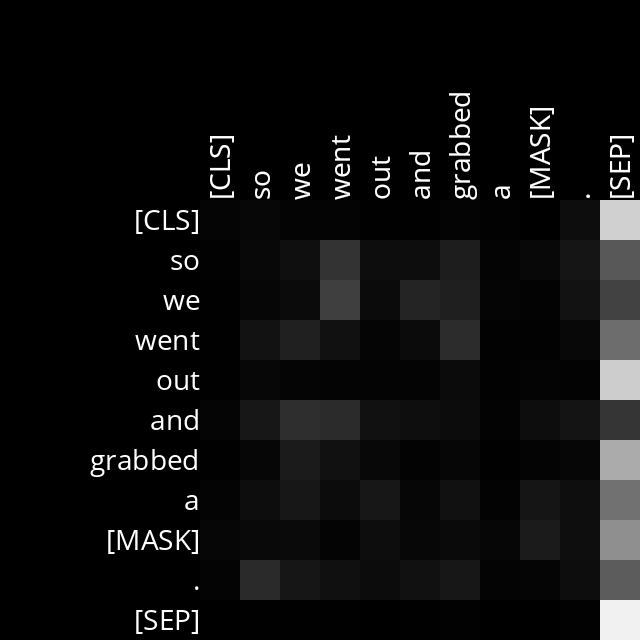 [CLS] so we went out and grabbed a [MASK] . [SEP]
[CLS]
so
we
went
out
and
grabbed
a
[MASK]
.
[SEP]